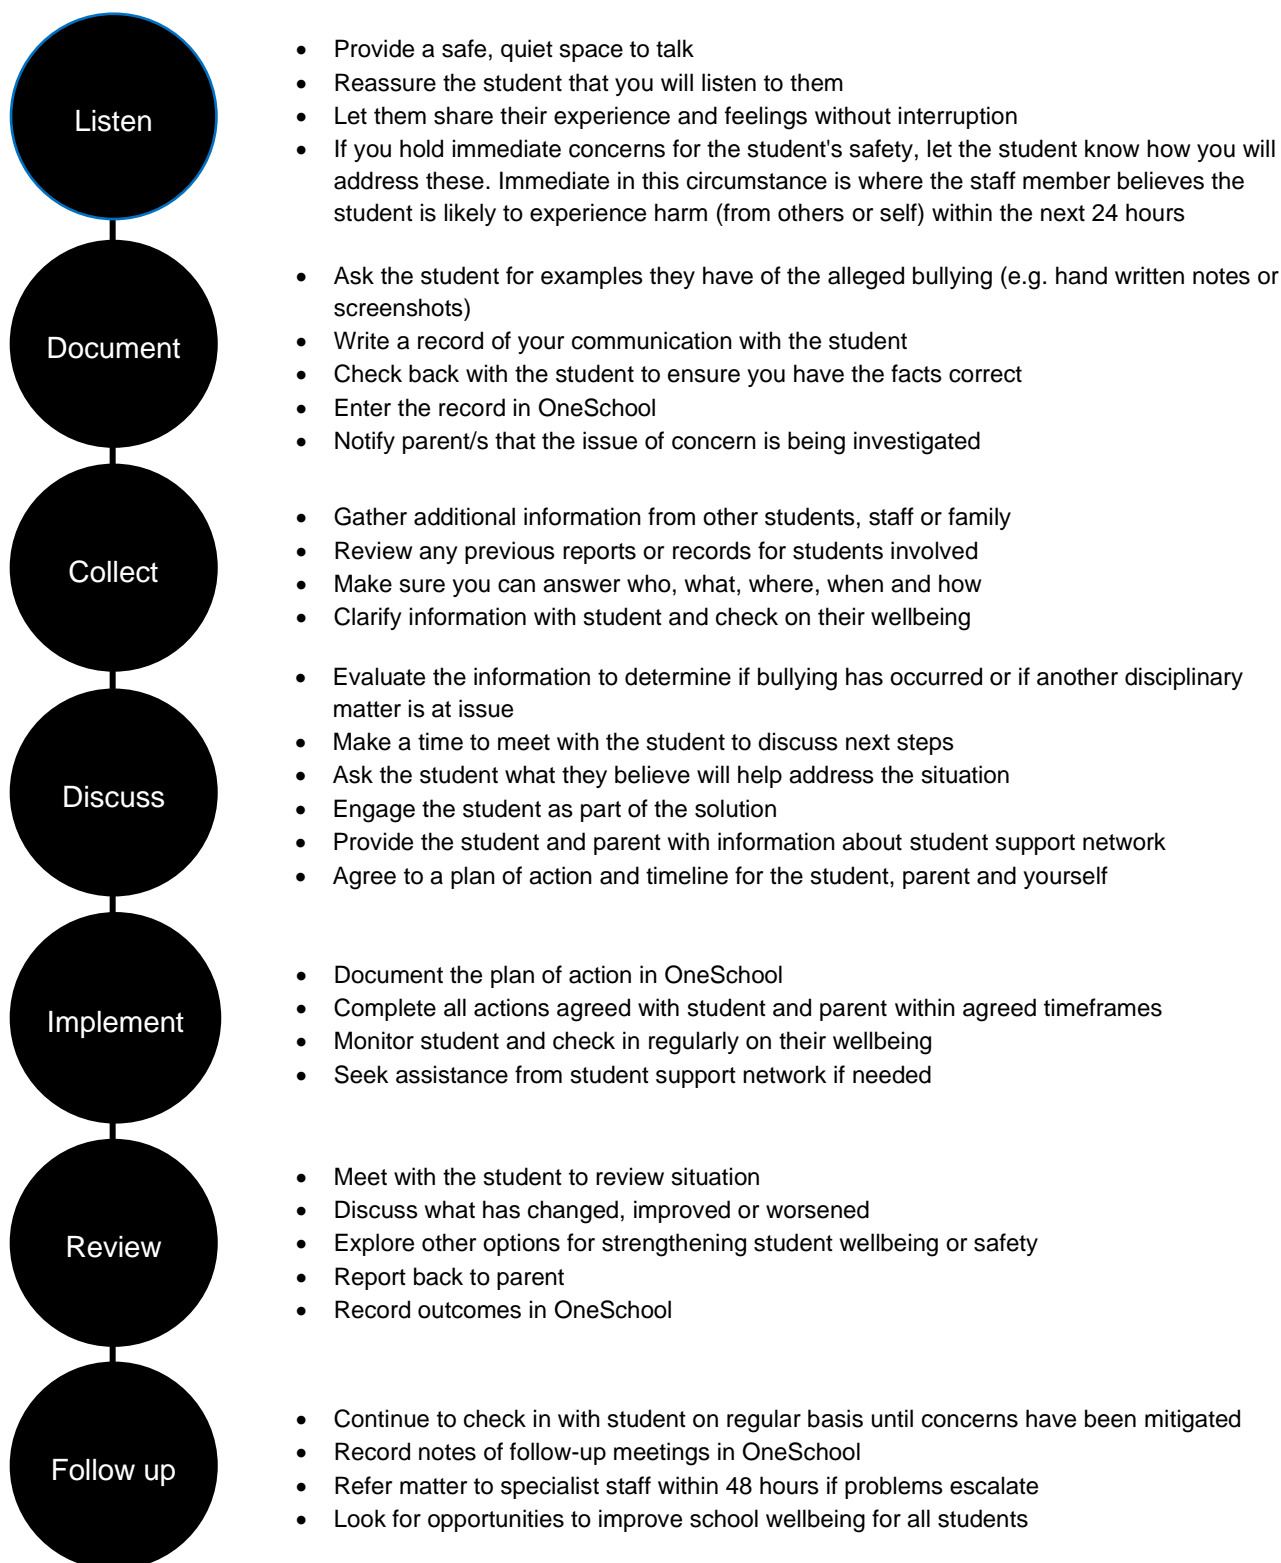 Listen
• Provide a safe, quiet space to talk
• Reassure the student that you will listen to them
• Let them share their experience and feelings without interruption
• If you hold immediate concerns for the student's safety, let the student know how you will
address these. Immediate in this circumstance is where the staff member believes the
student is likely to experience harm (from others or self) within the next 24 hours
Document
• Ask the student for examples they have of the alleged bullying (e.g. hand written notes or
screenshots)
• Write a record of your communication with the student
• Check back with the student to ensure you have the facts correct
• Enter the record in OneSchool
• Notify parent/s that the issue of concern is being investigated
Collect
• Gather additional information from other students, staff or family
• Review any previous reports or records for students involved
• Make sure you can answer who, what, where, when and how
• Clarify information with student and check on their wellbeing
Discuss
• Evaluate the information to determine if bullying has occurred or if another disciplinary
matter is at issue
• Make a time to meet with the student to discuss next steps
• Ask the student what they believe will help address the situation
• Engage the student as part of the solution
• Provide the student and parent with information about student support network
• Agree to a plan of action and timeline for the student, parent and yourself
Implement
• Document the plan of action in OneSchool
• Complete all actions agreed with student and parent within agreed timeframes
• Monitor student and check in regularly on their wellbeing
• Seek assistance from student support network if needed
Review
• Meet with the student to review situation
• Discuss what has changed, improved or worsened
• Explore other options for strengthening student wellbeing or safety
• Report back to parent
• Record outcomes in OneSchool
Follow up
• Continue to check in with student on regular basis until concerns have been mitigated
• Record notes of follow-up meetings in OneSchool
• Refer matter to specialist staff within 48 hours if problems escalate
• Look for opportunities to improve school wellbeing for all students